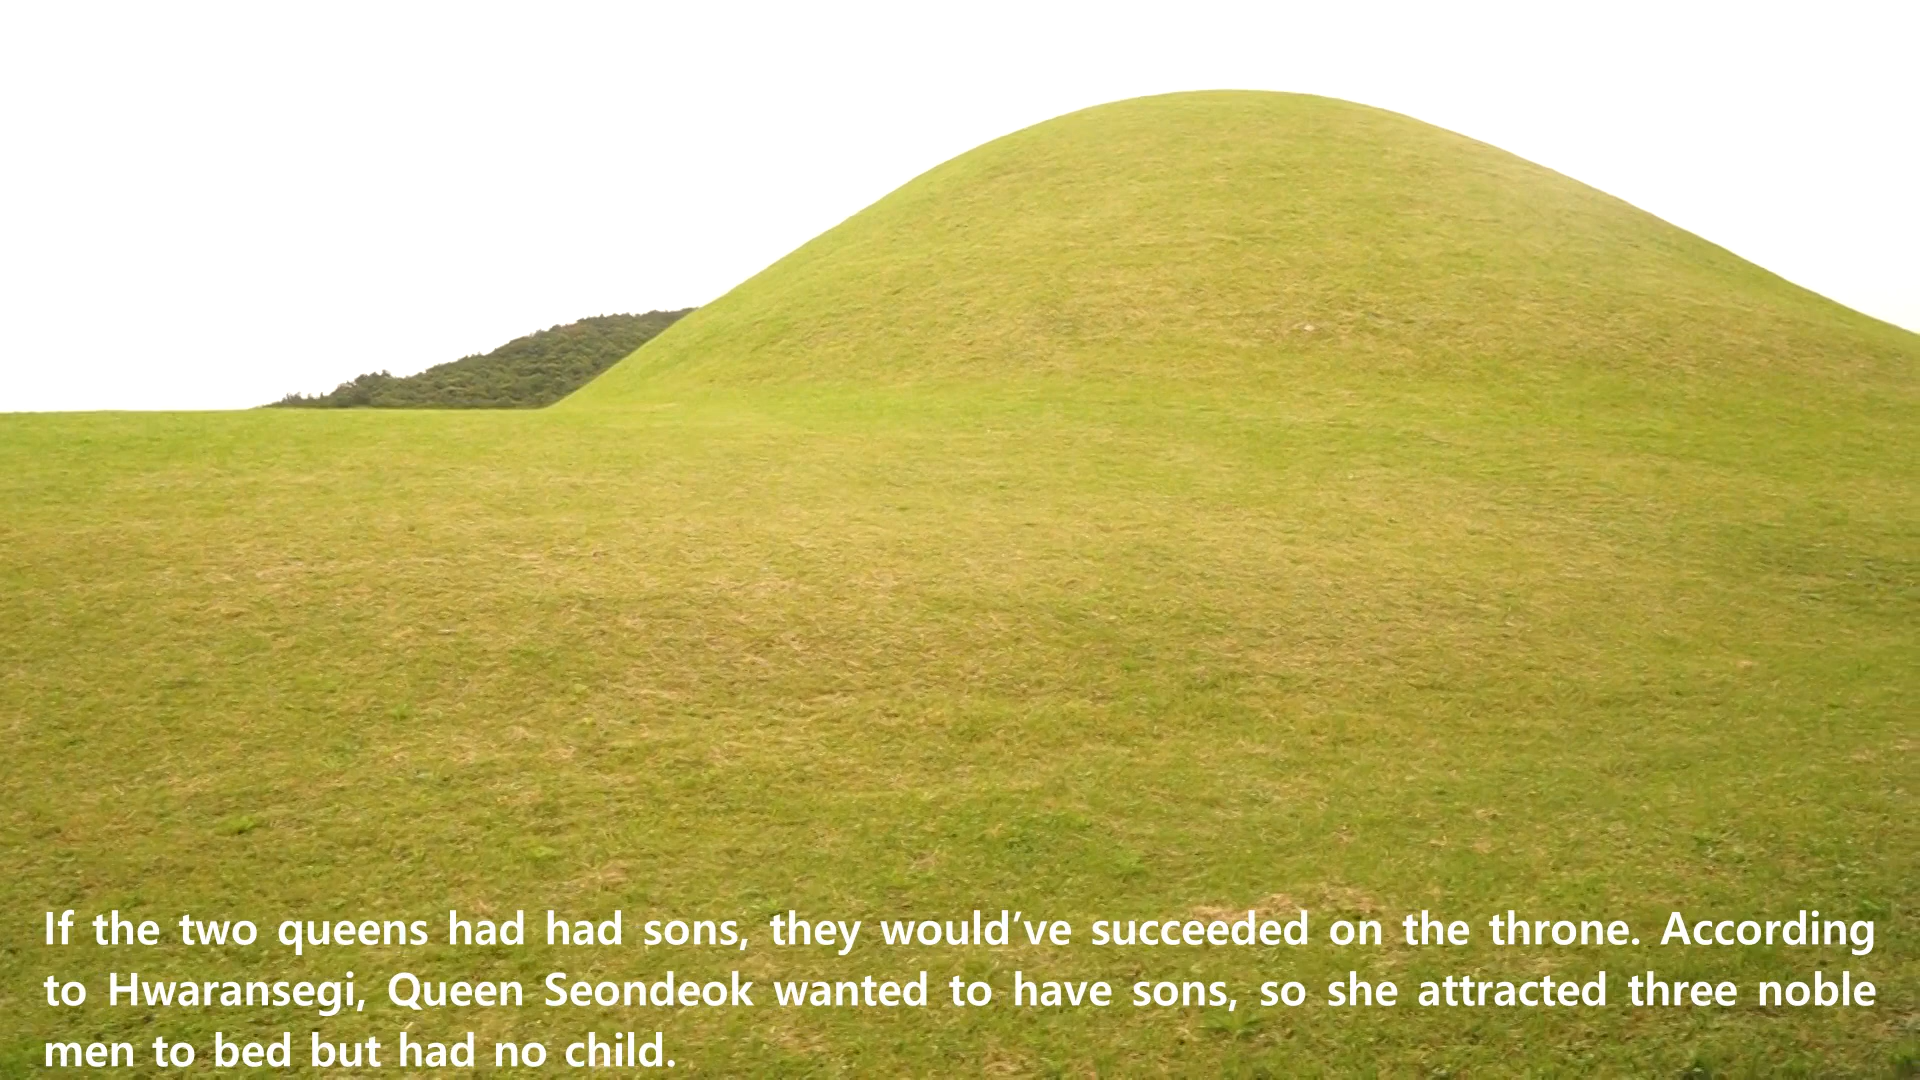 If the two queens had had sons, they would’ve succeeded on the throne. According
to Hwaransegi, Queen Seondeok wanted to have sons, so she attracted three noble
men to bed but had no child.